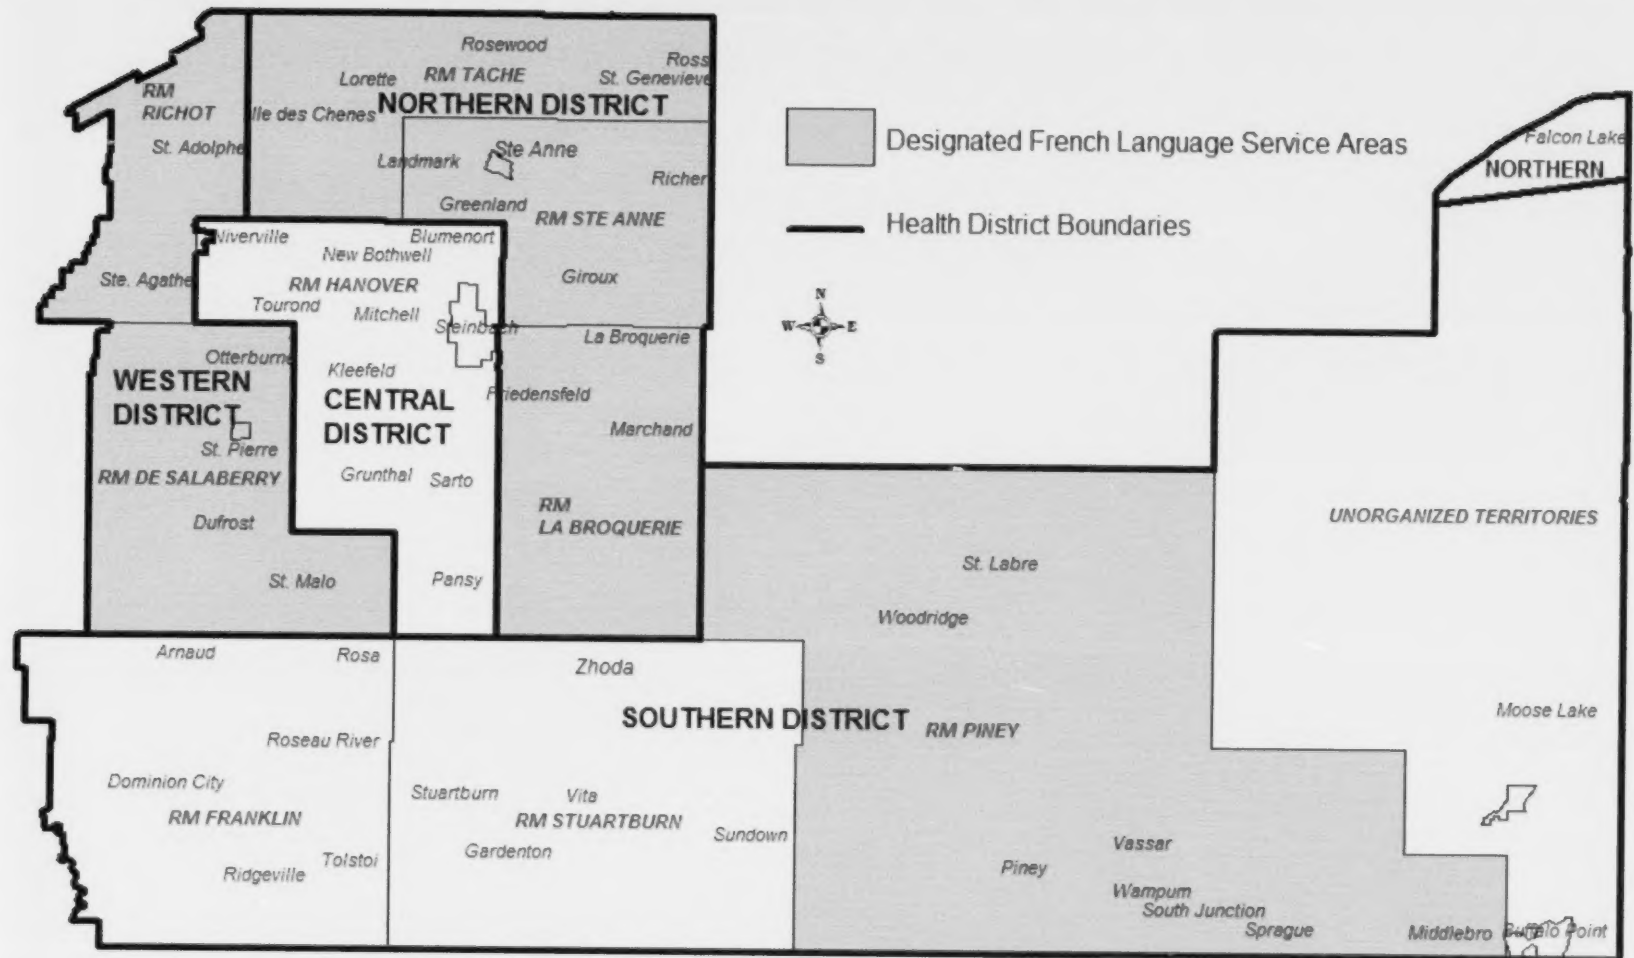 Rosewood
Ross
Lorette
RM TACHE
St. Genevieve
RM
RICHOT
NORTHERN DISTRICT
lle des Chenes
St. Adolphe
Landmark
Ste Anne
Richer
Greenland
RM STE ANNE
Designated French Language Service Areas
Health District Boundaries
Falcon Lake
NORTHERN
Niverville
Blumenort
New Bothwell
Ste. Agathe
RM HANOVER
Giroux
Tourond
Mitchell
Steinbach
La Broquerie
N
W
E
S
Otterburne
WESTERN
DISTRICT
Kleefeld
CENTRAL
DISTRICT
Friedensfeld
Marchand
St. Pierre
RM DE SALABERRY
Grunthal
Sarto
Dufrost
RM
LA BROQUERIE
UNORGANIZED TERRITORIES
St. Malo
Pansy
St. Labre
Woodridge
Arnaud
Rosa
Zhoda
SOUTHERN DISTRICT
RM PINEY
Moose Lake
Roseau River
Dominion City
RM FRANKLIN
Stuartburn
Vita
RM STUARTBURN
Sundown
Gardenton
Tolstoi
Ridgeville
Vassar
Piney
Wampum
South Junction
Sprague
Middlebro
Buffalo Point